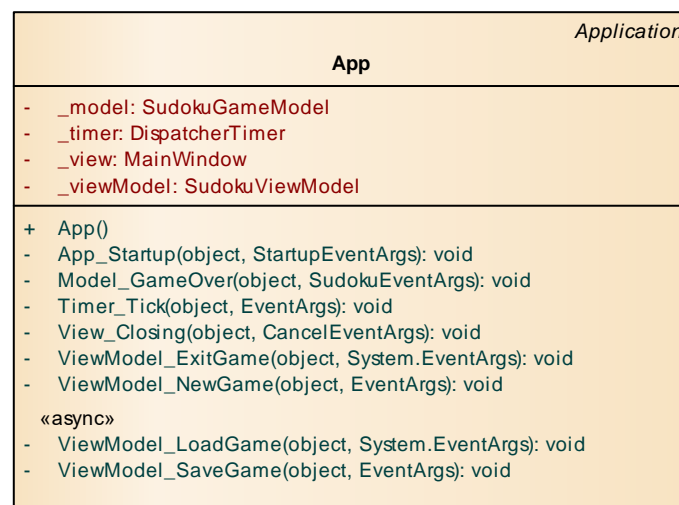 Application
App
- _model: SudokuGameModel
- _timer: DispatcherTimer
- _view: MainWindow
- _viewModel: SudokuViewModel
+ App()
- App_Startup(object, StartupEventArgs): void
- Model_GameOver(object, SudokuEventArgs): void
- Timer_Tick(object, EventArgs): void
- View_Closing(object, CancelEventArgs): void
- ViewModel_ExitGame(object, System.EventArgs): void
- ViewModel_NewGame(object, EventArgs): void
«async»
- ViewModel_LoadGame(object, System.EventArgs): void
- ViewModel_SaveGame(object, EventArgs): void